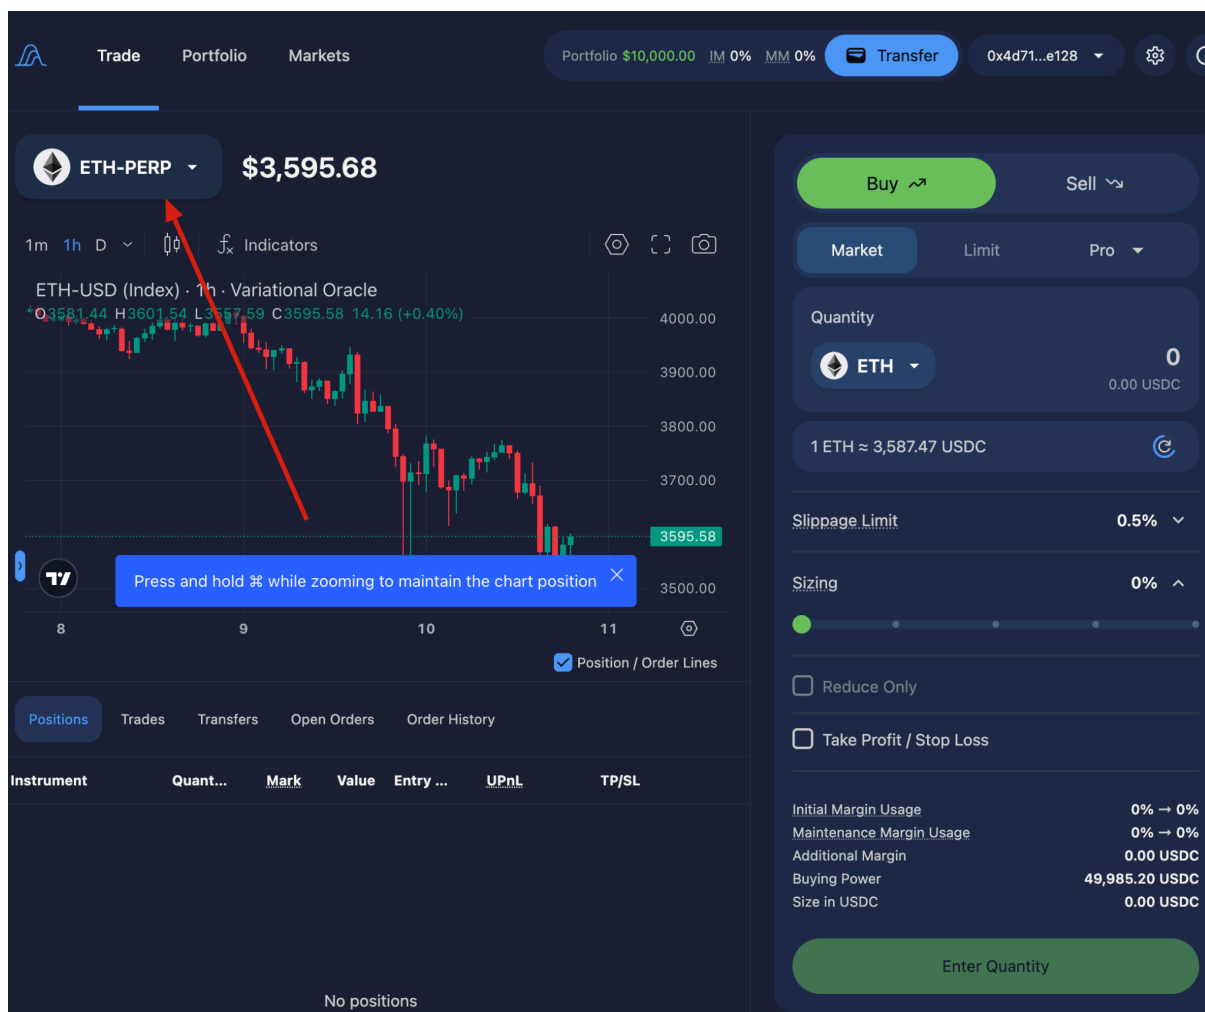 Trade Portfolio Markets
Portfolio $10,000.00 IM 0% MM 0% Transfer 0x4d71...e128
ETH-PERP $3,595.68
1m 1h D Indicators
ETH-USD (Index) · 1h · Variational Oracle
O3581.44 H3601.54 L3557.59 C3595.58 14.16 (+0.40%)
4000.00
3900.00
3800.00
3700.00
3595.58
3500.00
Press and hold ⌘ while zooming to maintain the chart position
8 9 10 11
Position / Order Lines
Positions Trades Transfers Open Orders Order History
Instrument Quant... Mark Value Entry ... UPnL TP/SL
No positions
Buy Sell
Market Limit Pro
Quantity
ETH 0
0.00 USDC
1 ETH ≈ 3,587.47 USDC
Slippage Limit 0.5%
Sizing 0%
Reduce Only
Take Profit / Stop Loss
Initial Margin Usage 0% → 0%
Maintenance Margin Usage 0% → 0%
Additional Margin 0.00 USDC
Buying Power 49,985.20 USDC
Size in USDC 0.00 USDC
Enter Quantity